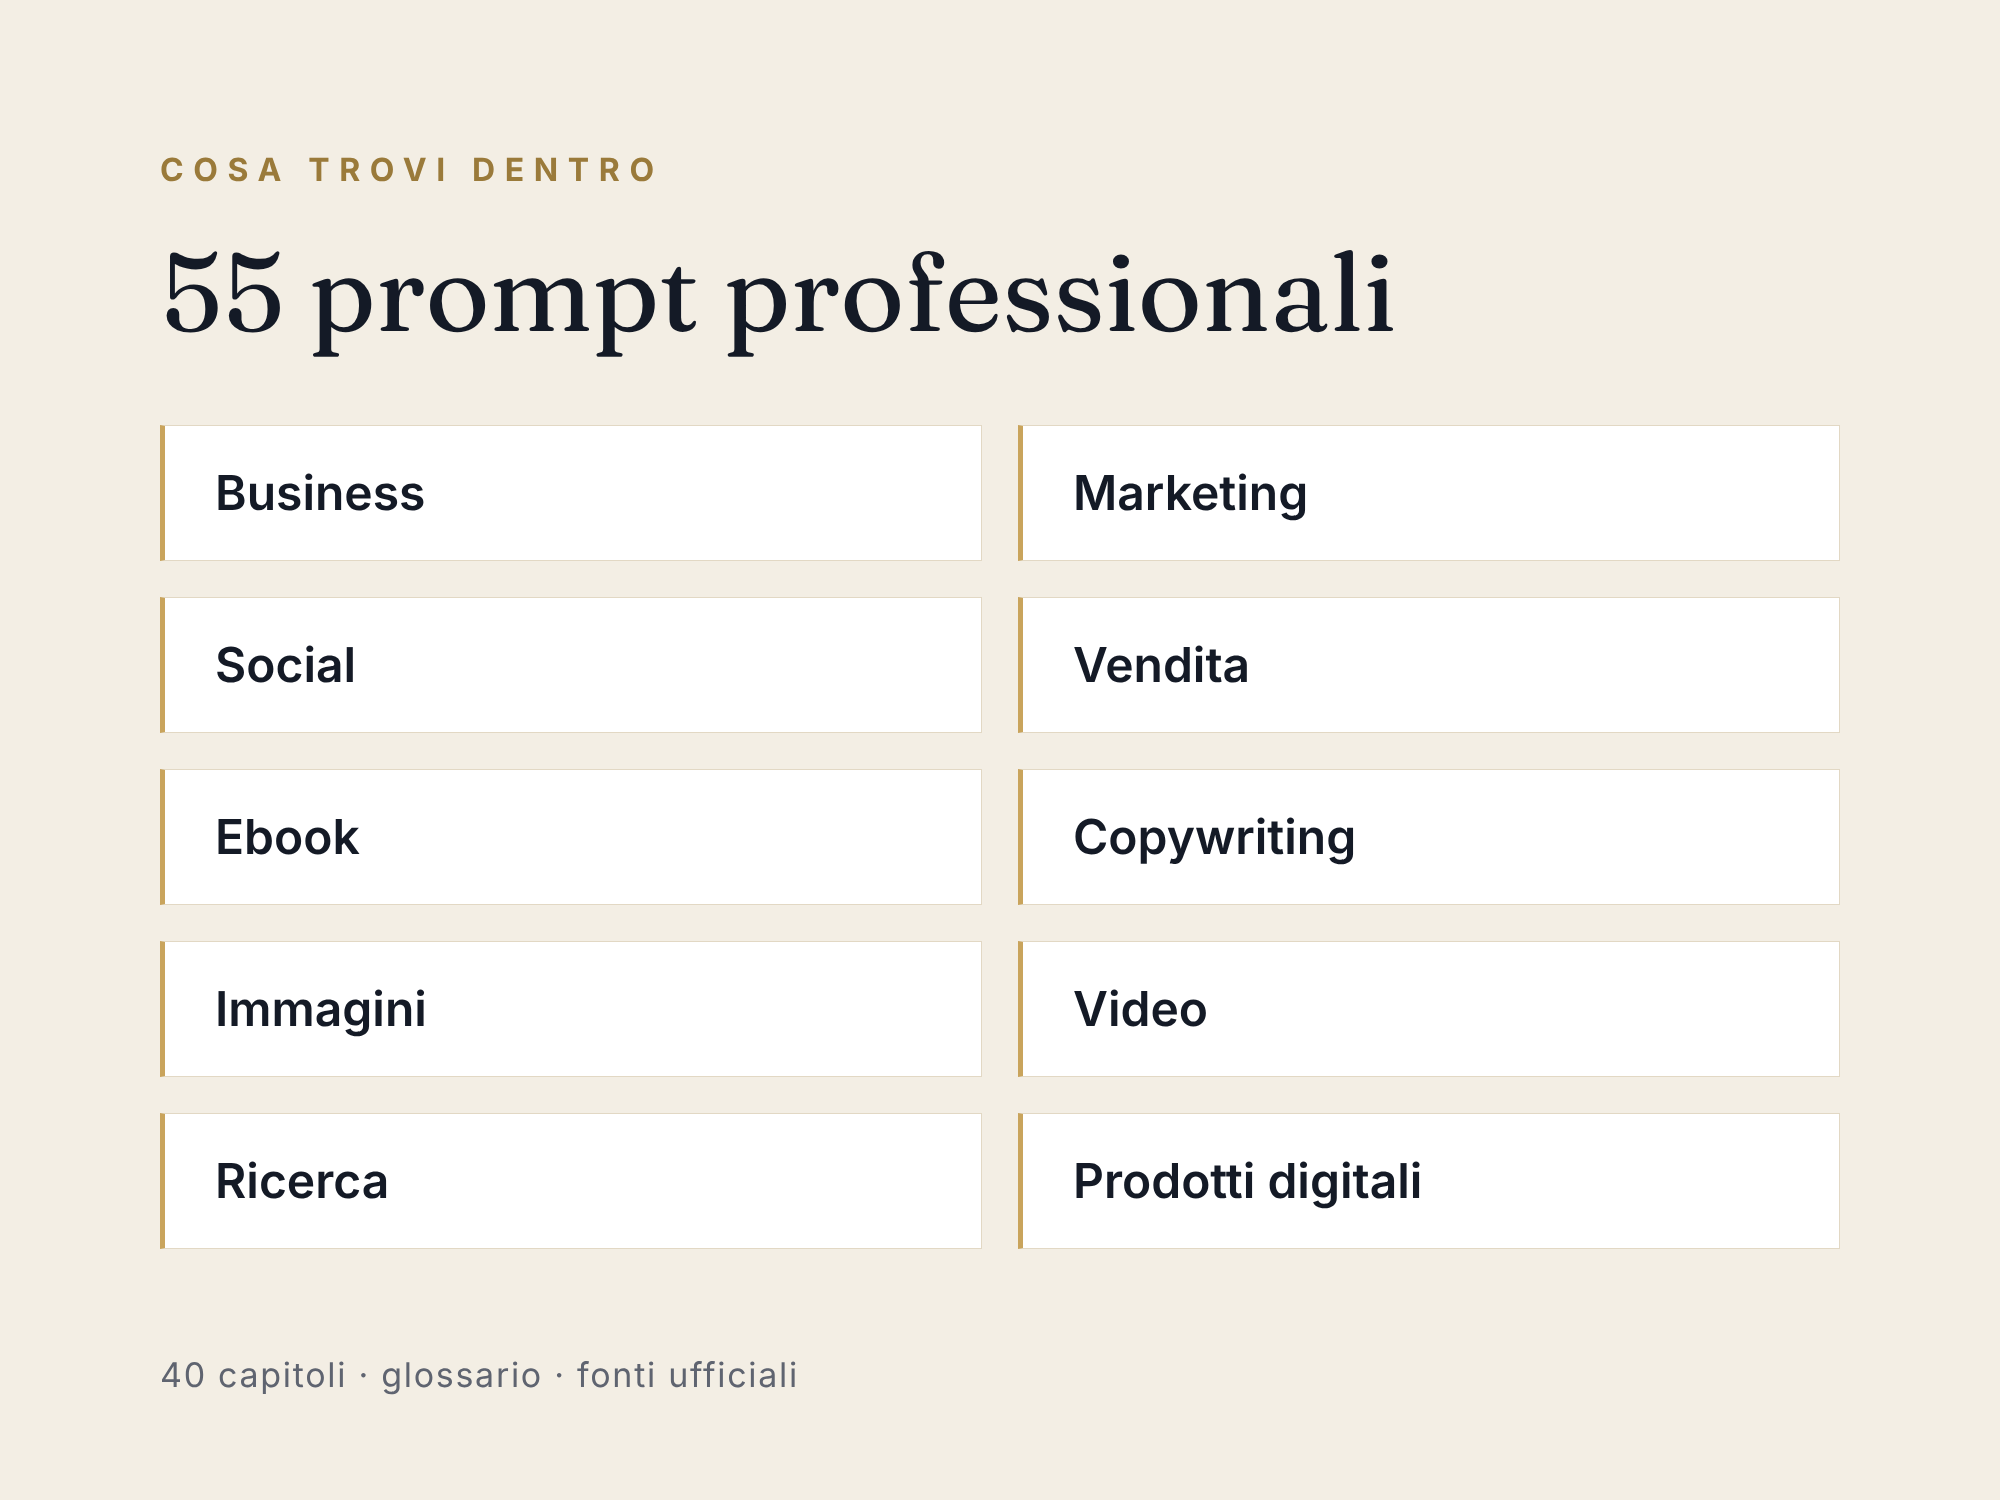 COSA TROVI DENTRO
55 prompt professionali
Business
Marketing
Social
Vendita
Ebook
Copywriting
Immagini
Video
Ricerca
Prodotti digitali
40 capitoli · glossario · fonti ufficiali